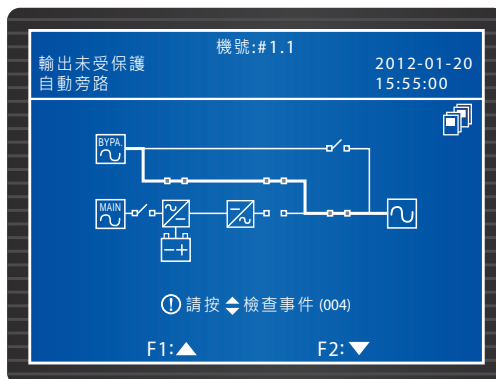 機號:#1.1
輸出未受保護
2012-01-20
自動旁路
15:55:00
BYPA.
MAIN
請按檢查事件 (004)
F1:
F2: